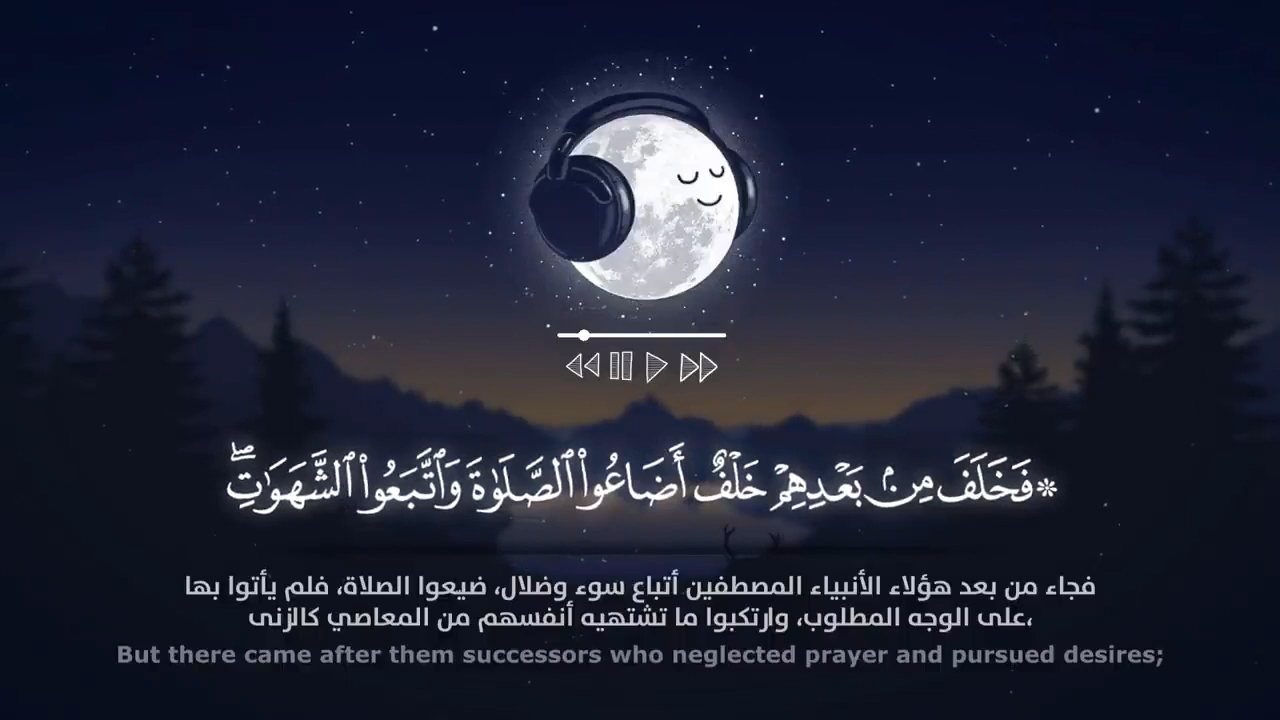 ۞ فَخَلَفَ مِنۢ بَعْدِهِمْ خَلْفٌ أَضَاعُوا۟ ٱلصَّلَوٰةَ وَٱتَّبَعُوا۟ ٱلشَّهَوَٰتِ ۖ
فجاء من بعد هؤلاء الأنبياء المصطفين أتباع سوء وضلال، ضيعوا الصلاة، فلم يأتوا بها
على الوجه المطلوب، وارتكبوا ما تشتهيه أنفسهم من المعاصي كالزنى،
But there came after them successors who neglected prayer and pursued desires;